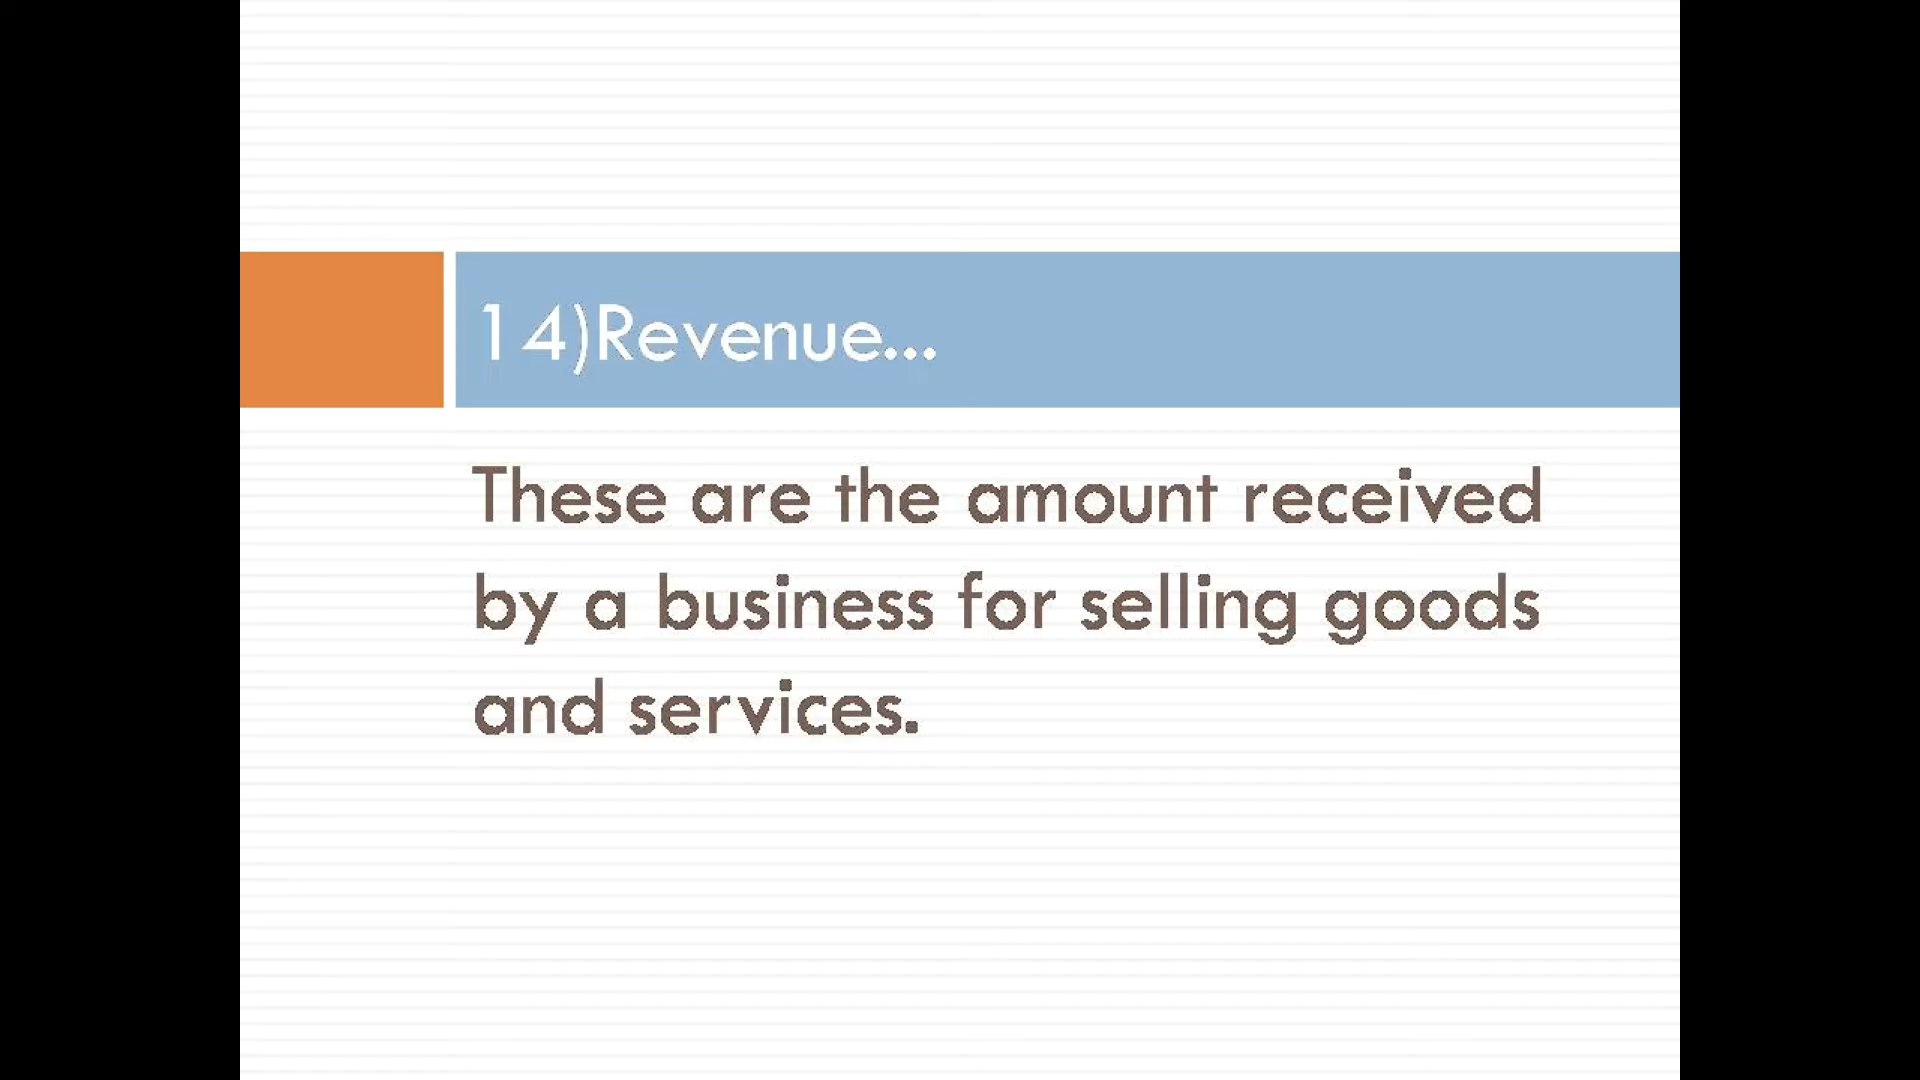 14)Revenue...
These are the amount received
by a business for selling goods
and services.